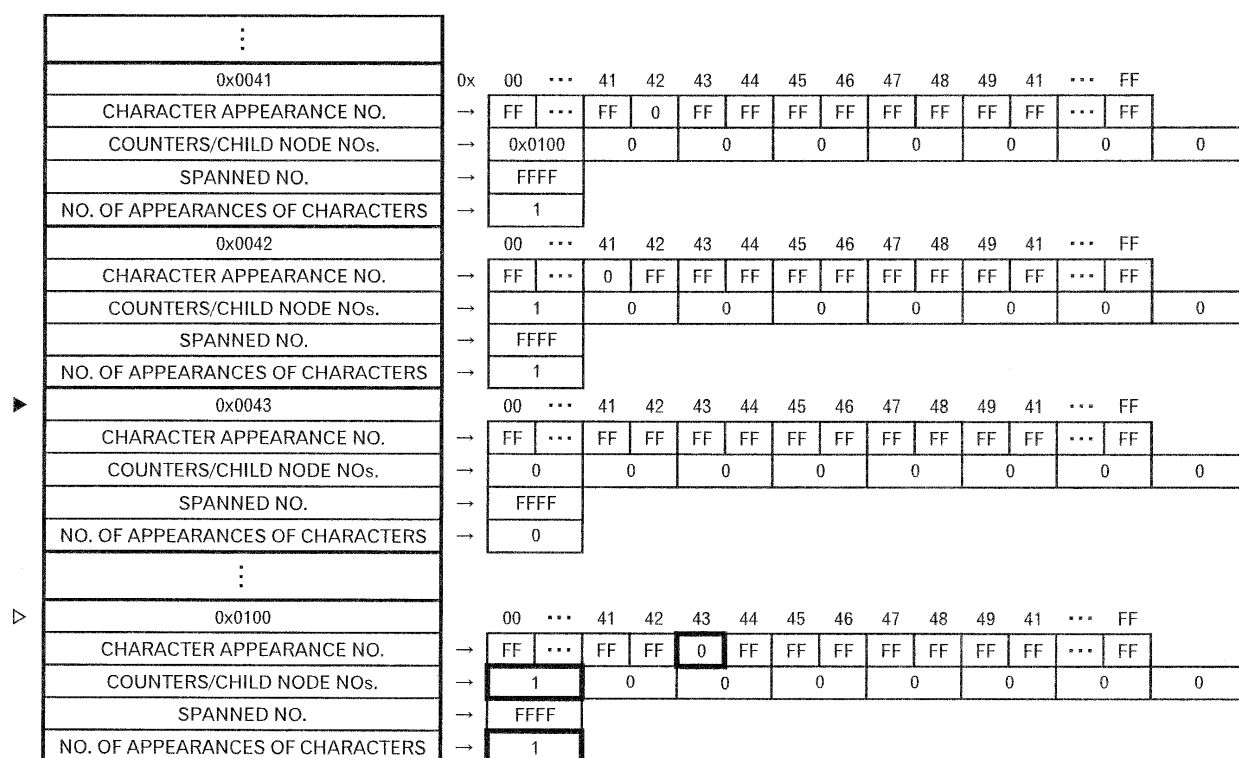 ⋮
0x0041 0x 00 ⋯ 41 42 43 44 45 46 47 48 49 41 ⋯ FF
CHARACTER APPEARANCE NO. → FF ⋯ FF 0 FF FF FF FF FF FF FF FF ⋯ FF
COUNTERS/CHILD NODE NOs. → 0x0100 0 0 0 0 0 0 0
SPANNED NO. → FFFF
NO. OF APPEARANCES OF CHARACTERS → 1
0x0042 00 ⋯ 41 42 43 44 45 46 47 48 49 41 ⋯ FF
CHARACTER APPEARANCE NO. → FF ⋯ 0 FF FF FF FF FF FF FF FF FF ⋯ FF
COUNTERS/CHILD NODE NOs. → 1 0 0 0 0 0 0 0
SPANNED NO. → FFFF
NO. OF APPEARANCES OF CHARACTERS → 1
▶ 0x0043 00 ⋯ 41 42 43 44 45 46 47 48 49 41 ⋯ FF
CHARACTER APPEARANCE NO. → FF ⋯ FF FF FF FF FF FF FF FF FF FF ⋯ FF
COUNTERS/CHILD NODE NOs. → 0 0 0 0 0 0 0 0
SPANNED NO. → FFFF
NO. OF APPEARANCES OF CHARACTERS → 0
⋮
▷ 0x0100 00 ⋯ 41 42 43 44 45 46 47 48 49 41 ⋯ FF
CHARACTER APPEARANCE NO. → FF ⋯ FF FF 0 FF FF FF FF FF FF FF ⋯ FF
COUNTERS/CHILD NODE NOs. → 1 0 0 0 0 0 0 0
SPANNED NO. → FFFF
NO. OF APPEARANCES OF CHARACTERS → 1